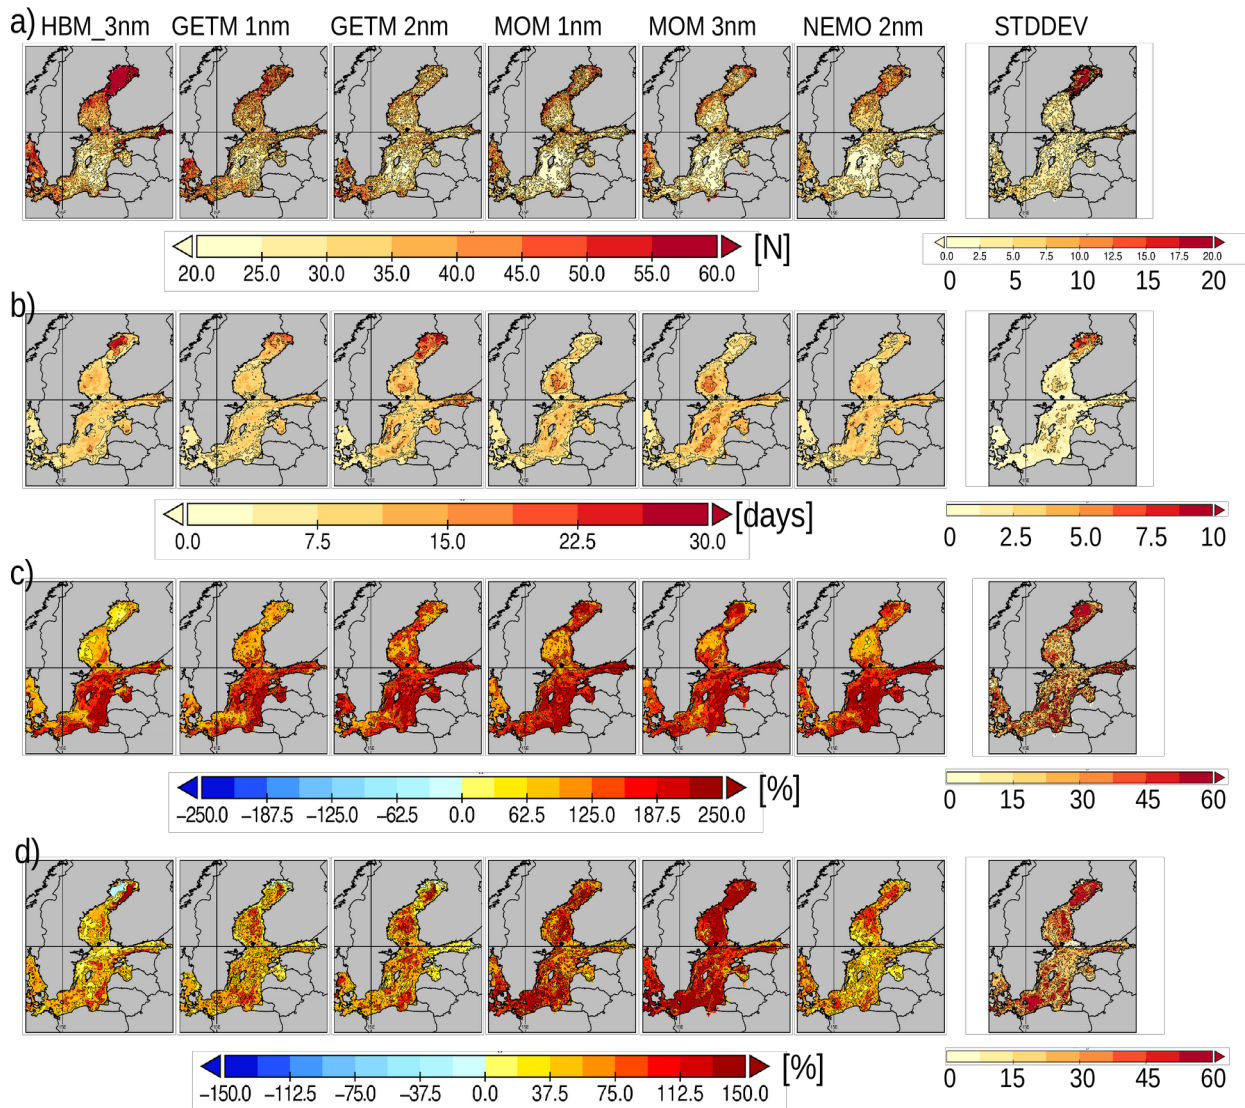 a) HBM_3nm GETM 1nm GETM 2nm MOM 1nm MOM 3nm NEMO 2nm STDDEV
[N]
20.0 25.0 30.0 35.0 40.0 45.0 50.0 55.0 60.0
0.0 2.5 5.0 7.5 10.0 12.5 15.0 17.5 20.0
0 5 10 15 20
b)
[days]
0.0 7.5 15.0 22.5 30.0
0 2.5 5.0 7.5 10
c)
[%]
−250.0 −187.5 −125.0 −62.5 0.0 62.5 125.0 187.5 250.0
0 15 30 45 60
d)
[%]
−150.0 −112.5 −75.0 −37.5 0.0 37.5 75.0 112.5 150.0
0 15 30 45 60